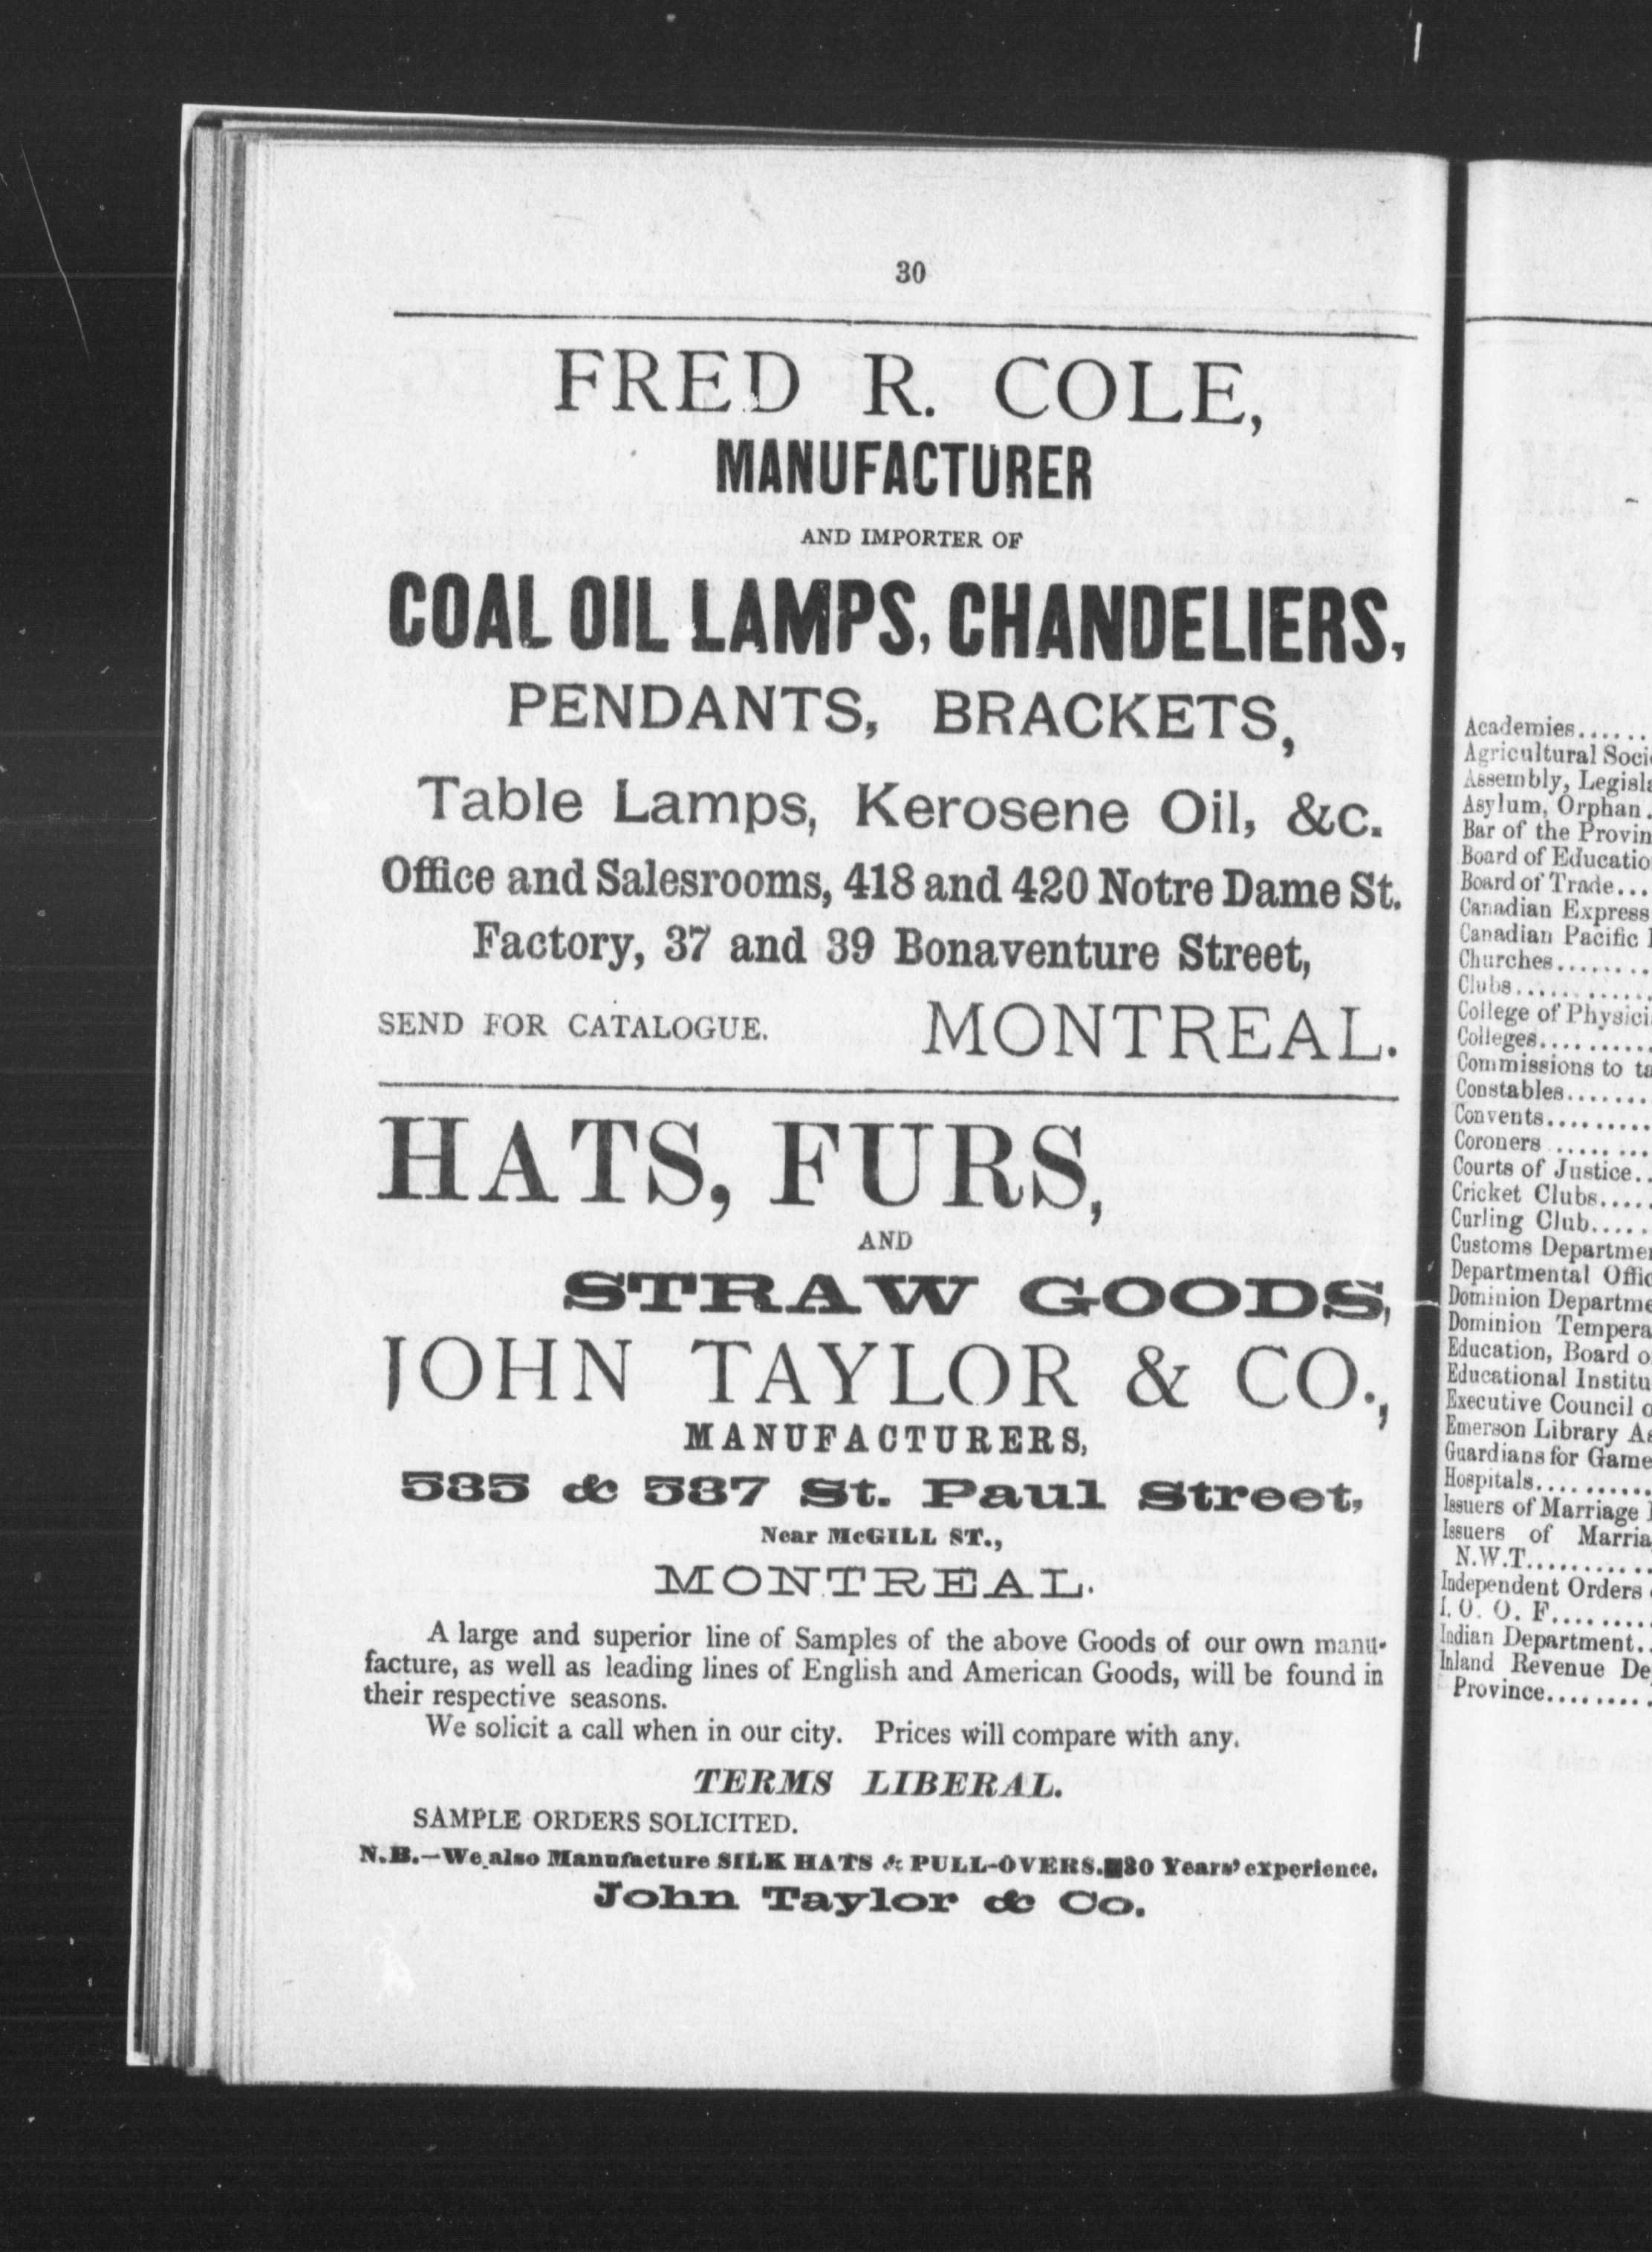 30
FRED R. COLE,
MANUFACTURER
AND IMPORTER OF
COAL OIL LAMPS, CHANDELIERS,
PENDANTS, BRACKETS,
Table Lamps, Kerosene Oil, &c.
Office and Salesrooms, 418 and 420 Notre Dame St.
Factory, 37 and 39 Bonaventure Street,
SEND FOR CATALOGUE. MONTREAL.
HATS, FURS,
AND
STRAW GOODS,
JOHN TAYLOR & CO.,
MANUFACTURERS,
535 & 537 St. Paul Street,
Near McGILL ST.,
MONTREAL.
A large and superior line of Samples of the above Goods of our own manu-
facture, as well as leading lines of English and American Goods, will be found in
their respective seasons.
We solicit a call when in our city. Prices will compare with any.
TERMS LIBERAL.
SAMPLE ORDERS SOLICITED.
N.B.—We also Manufacture SILK HATS & PULL-OVERS. 30 Years' experience.
John Taylor & Co.
Academies......
Agricultural Soci
Assembly, Legisla
Asylum, Orphan.
Bar of the Provin
Board of Educatio
Board of Trade...
Canadian Express
Canadian Pacific
Churches........
Clubs............
College of Physici
Colleges..........
Commissions to ta
Constables.......
Convents.........
Coroners ........
Courts of Justice..
Cricket Clubs.....
Curling Club.....
Customs Departmen
Departmental Offic
Dominion Departme
Dominion Tempera
Education, Board o
Educational Institu
Executive Council o
Emerson Library As
Guardians for Game
Hospitals..........
Issuers of Marriage
Issuers of Marria
N.W.T............
Independent Orders
I. O. O. F.........
Indian Department..
Inland Revenue De
Province.........